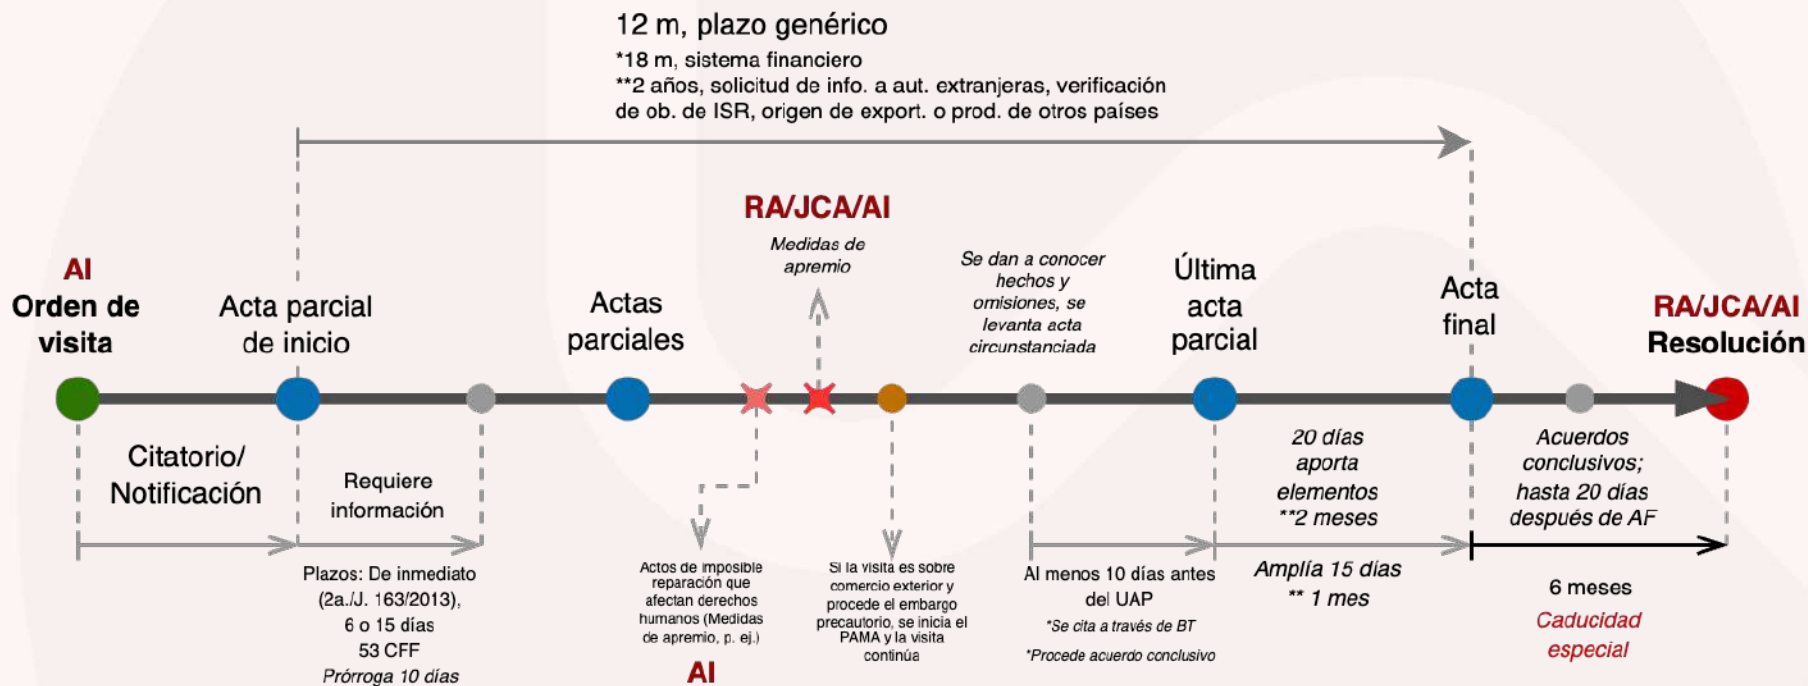 12 m, plazo genérico
*18 m, sistema financiero
**2 años, solicitud de info. a aut. extranjeras, verificación
de ob. de ISR, origen de export. o prod. de otros países
AI
Orden de
visita
Acta parcial
de inicio
Actas
parciales
RA/JCA/AI
Medidas de
apremio
Se dan a conocer
hechos y
omisiones, se
levanta acta
circunstanciada
Última
acta
parcial
Acta
final
RA/JCA/AI
Resolución
Citatorio/
Notificación
Requiere
información
Plazos: De inmediato
(2a./J. 163/2013),
6 o 15 días
53 CFF
Prórroga 10 días
Actos de imposible
reparación que
afectan derechos
humanos (Medidas
de apremio, p. ej.)
AI
Si la visita es sobre
comercio exterior y
procede el embargo
precautorio, se inicia el
PAMA y la visita
continúa
Al menos 10 días antes
del UAP
*Se cita a través de BT
*Procede acuerdo conclusivo
20 días
aporta
elementos
**2 meses
Amplía 15 días
** 1 mes
Acuerdos
conclusivos;
hasta 20 días
después de AF
6 meses
Caducidad
especial